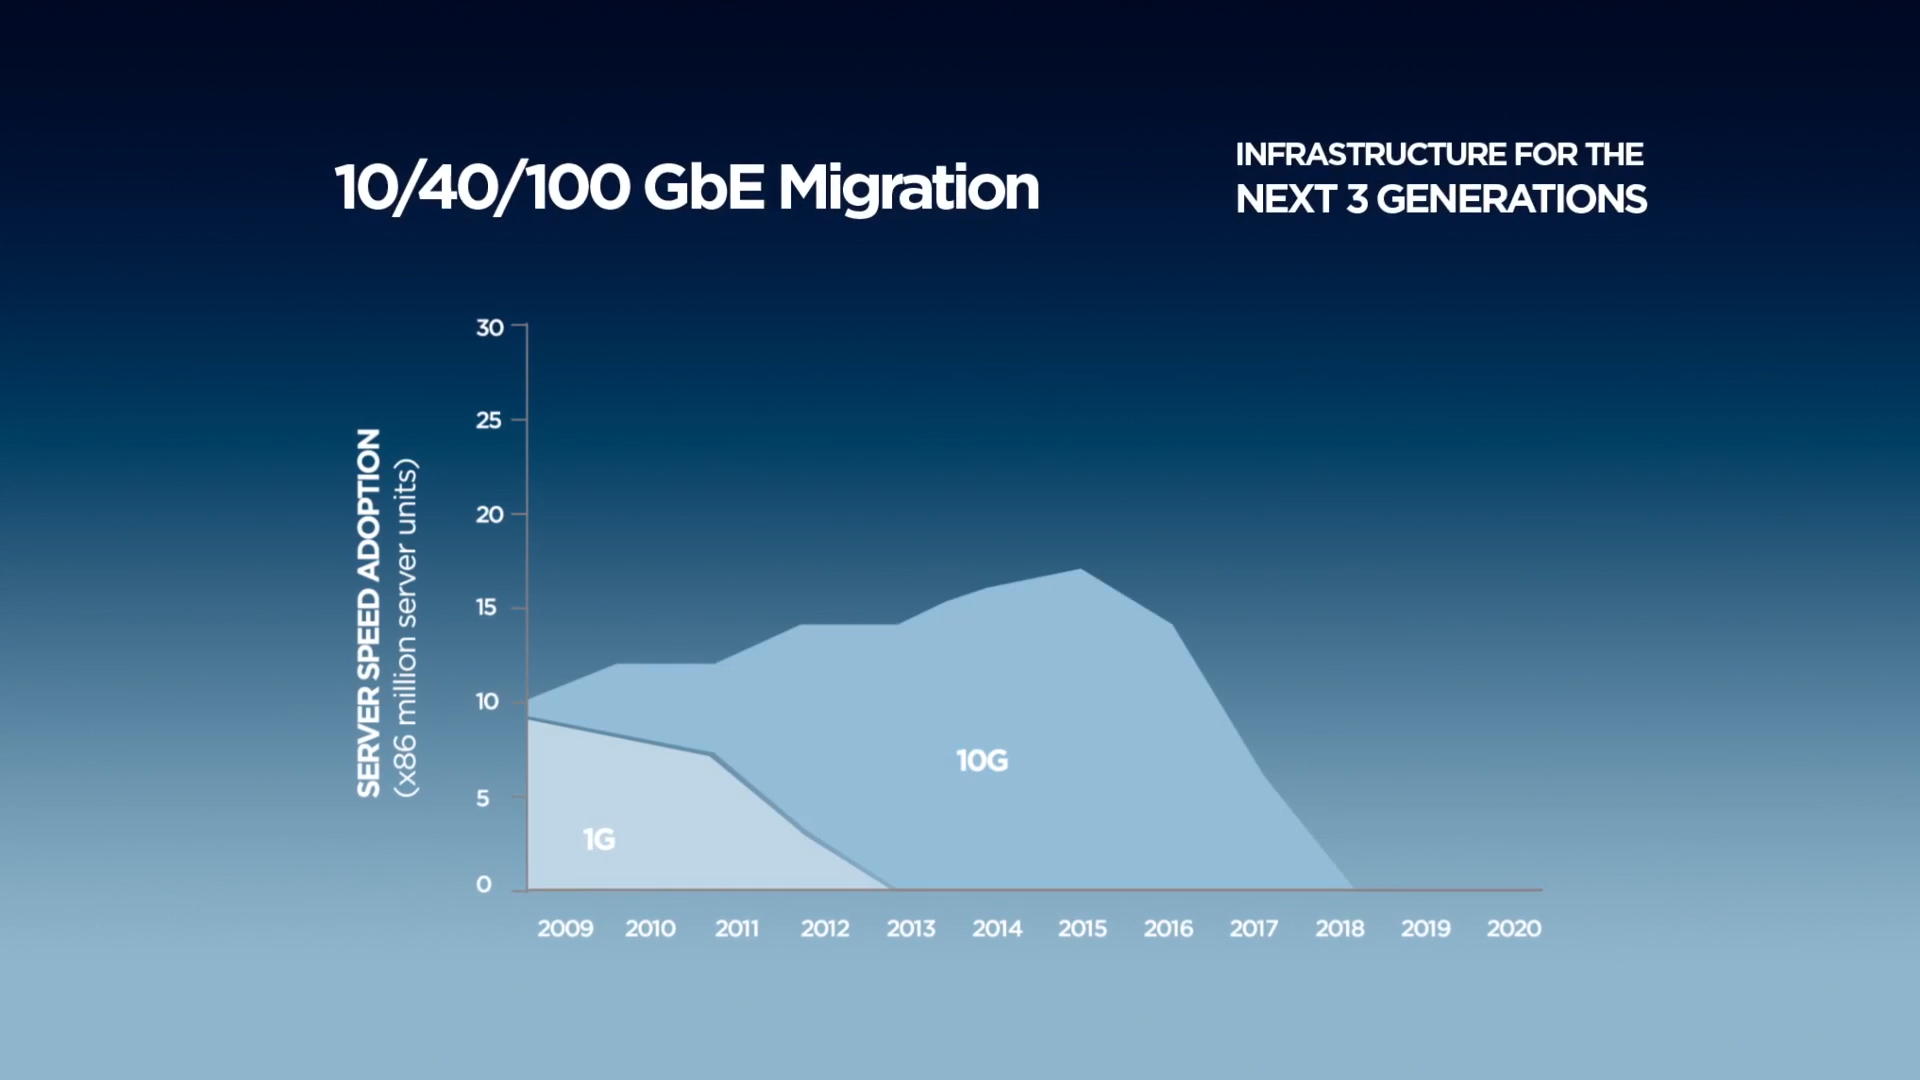 10/40/100 GbE Migration
INFRASTRUCTURE FOR THE
NEXT 3 GENERATIONS
SERVER SPEED ADOPTION
(x86 million server units)
30
25
20
15
10
5
0
1G
10G
2009 2010 2011 2012 2013 2014 2015 2016 2017 2018 2019 2020